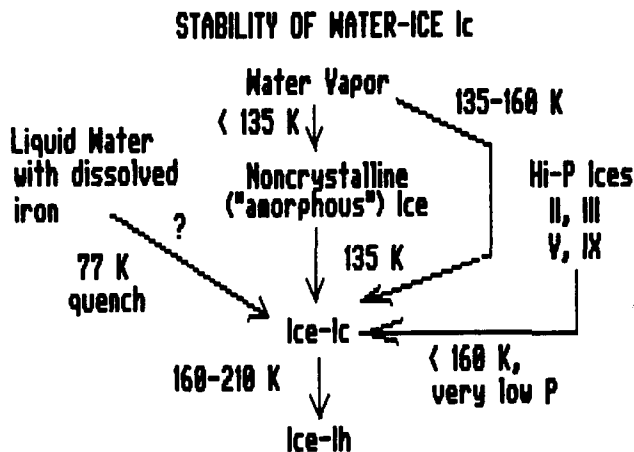 STABILITY OF WATER-ICE Ic
Water Vapor
< 135 K
135-160 K
Liquid Water
with dissolved
iron
Noncrystalline
("amorphous") Ice
Hi-P Ices
II, III
V, IX
?
77 K
quench
135 K
Ice-Ic
< 160 K,
very low P
160-210 K
Ice-Ih